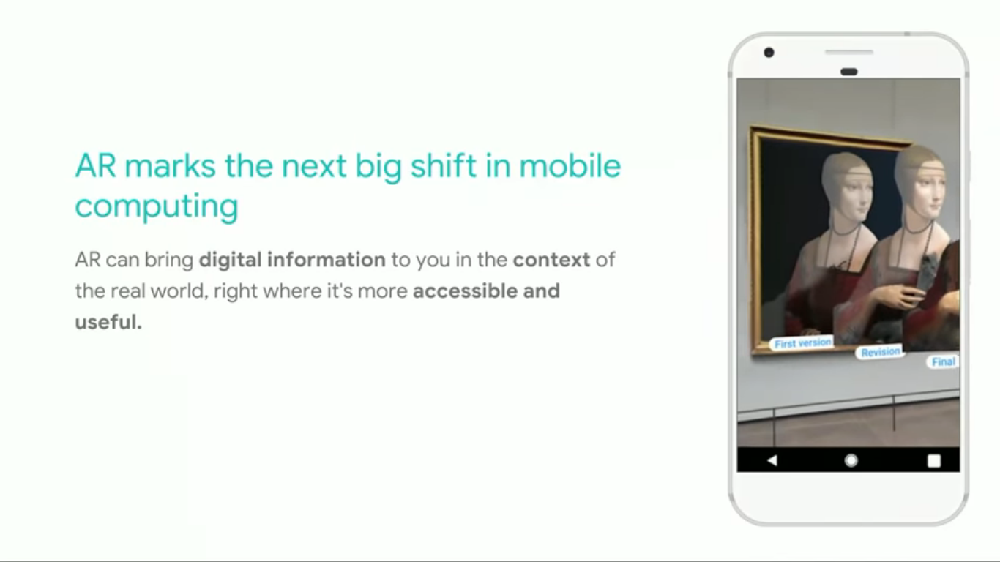 AR marks the next big shift in mobile
computing
AR can bring digital information to you in the context of
the real world, right where it's more accessible and
useful.
First version
Revision
Final